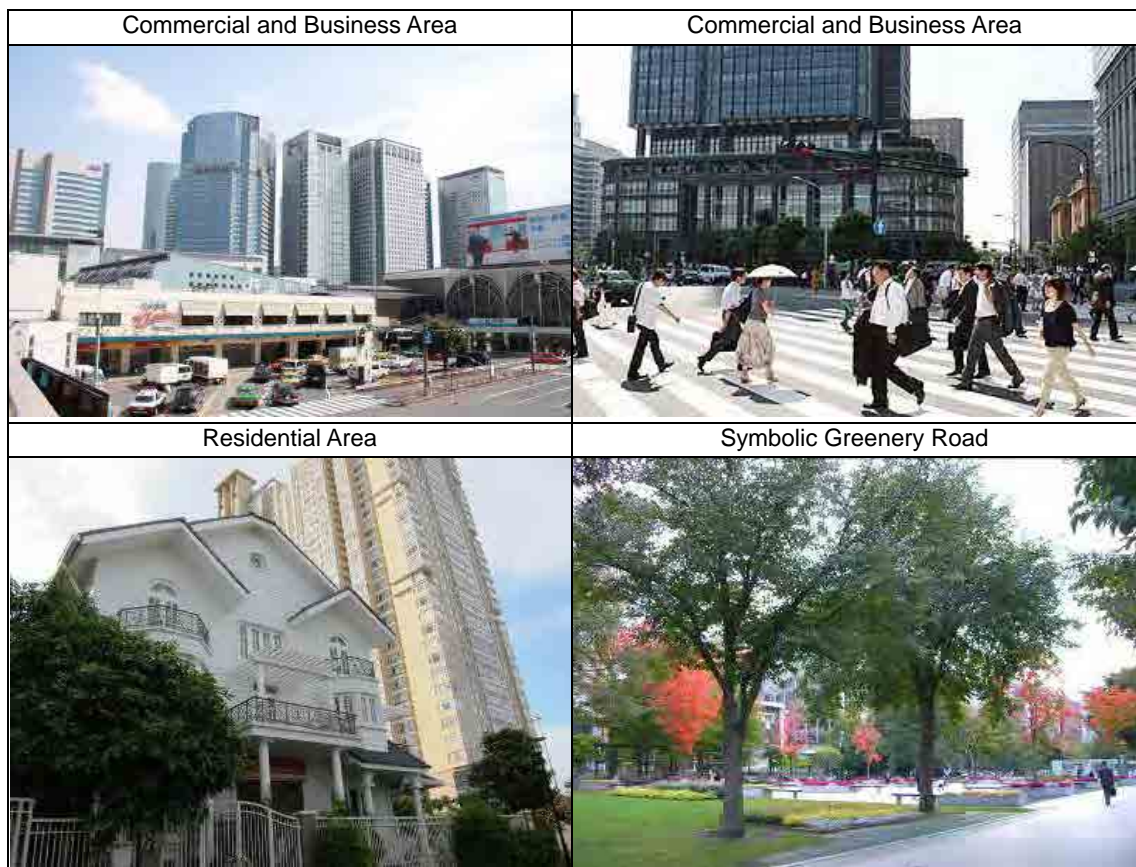 Commercial and Business Area
Commercial and Business Area
Residential Area
Symbolic Greenery Road